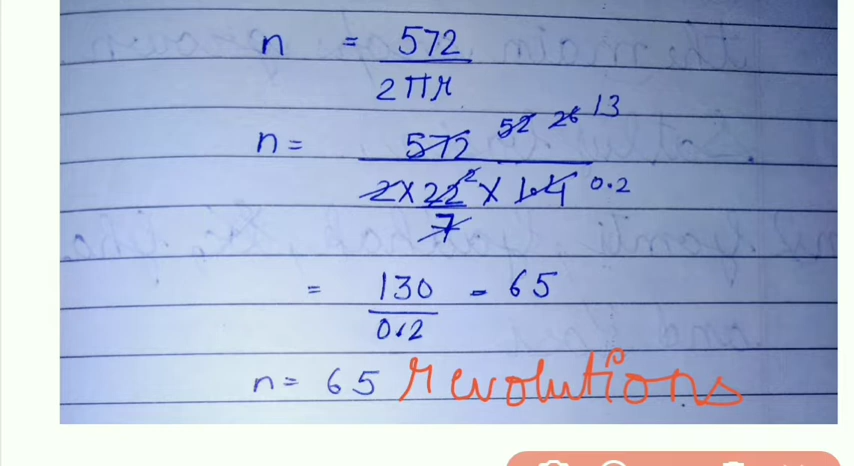 n = 572
2πr
n = 572 52 26 13
2 x 22 2 x 1.4 0.2
7
= 130 = 65
0.2
n = 65 revolutions